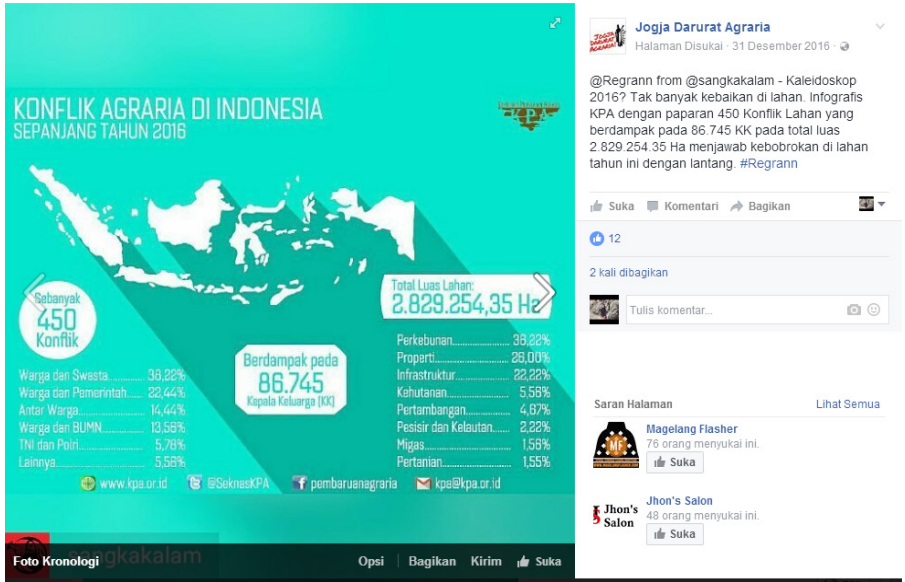 KONFLIK AGRARIA DI INDONESIA
SEPANJANG TAHUN 2016
KPA
Sebanyak
450
Konflik
Warga dan Swasta............ 38,22%
Warga dan Pemerintah..... 22,44%
Antar Warga..................... 14,44%
Warga dan BUMN............. 13,56%
TNI dan Polri.................... 5,78%
Lainnya............................ 5,56%
Berdampak pada
86.745
Kepala Keluarga (KK)
Total Luas Lahan:
2.829.254,35 Ha
Perkebunan..................... 36,22%
Properti........................... 26,00%
Infrastruktur.................... 22,22%
Kehutanan....................... 5,56%
Pertambangan................. 4,67%
Pesisir dan Kelautan....... 2,22%
Migas.............................. 1,56%
Pertanian........................ 1,55%
www.kpa.or.id @SeknasKPA pembaruanagraria kpa@kpa.or.id
sangkakalam
Foto Kronologi Opsi Bagikan Kirim Suka
JOGJA DARURAT AGRARIA!
Jogja Darurat Agraria
Halaman Disukai · 31 Desember 2016 ·
@Regrann from @sangkakalam - Kaleidoskop
2016? Tak banyak kebaikan di lahan. Infografis
KPA dengan paparan 450 Konflik Lahan yang
berdampak pada 86.745 KK pada total luas
2.829.254.35 Ha menjawab kebobrokan di lahan
tahun ini dengan lantang. #Regrann
Suka Komentari Bagikan
12
2 kali dibagikan
Tulis komentar...
Saran Halaman Lihat Semua
MF
www.magelangflasher.com
Magelang Flasher
76 orang menyukai ini.
Suka
Jhon's
Salon
Jhon's Salon
48 orang menyukai ini.
Suka